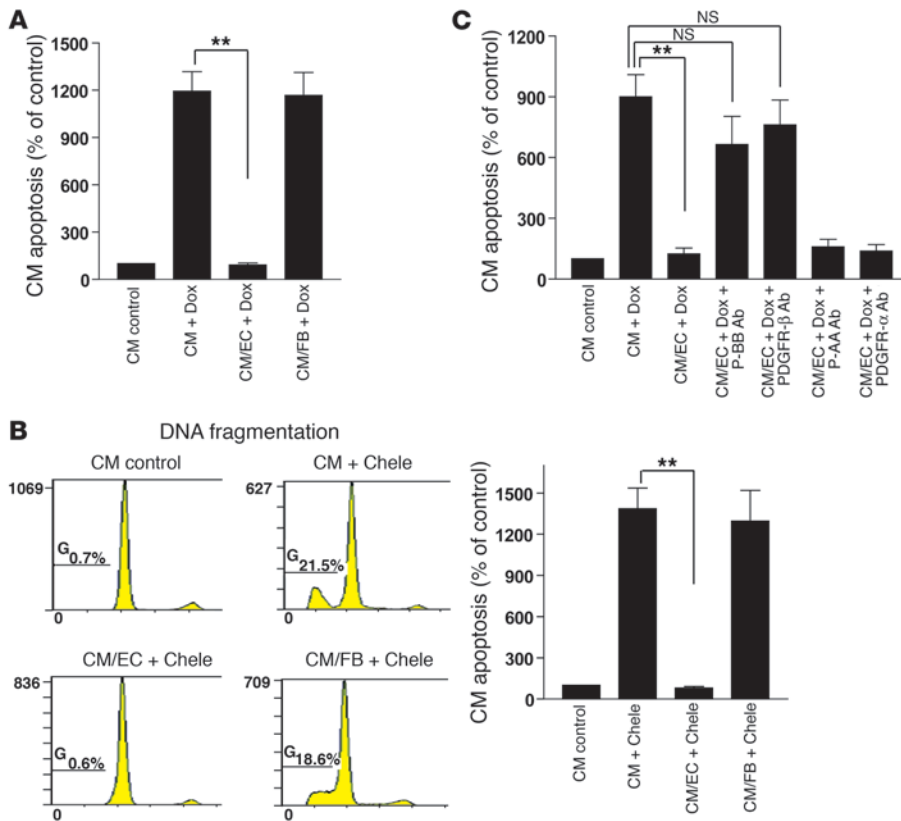 A
CM apoptosis (% of control)
1500
1200
900
600
300
0
**
CM control
CM + Dox
CM/EC + Dox
CM/FB + Dox
C
CM apoptosis (% of control)
1200
900
600
300
0
NS
NS
**
CM control
CM + Dox
CM/EC + Dox
CM/EC + Dox +
P-BB Ab
CM/EC + Dox +
PDGFR-β Ab
CM/EC + Dox +
P-AA Ab
CM/EC + Dox +
PDGFR-α Ab
B
DNA fragmentation
CM control
1069
G 0.7%
0
CM + Chele
627
G 21.5%
0
CM/EC + Chele
836
G 0.6%
0
CM/FB + Chele
709
G 18.6%
0
CM apoptosis (% of control)
1500
1200
900
600
300
0
**
CM control
CM + Chele
CM/EC + Chele
CM/FB + Chele